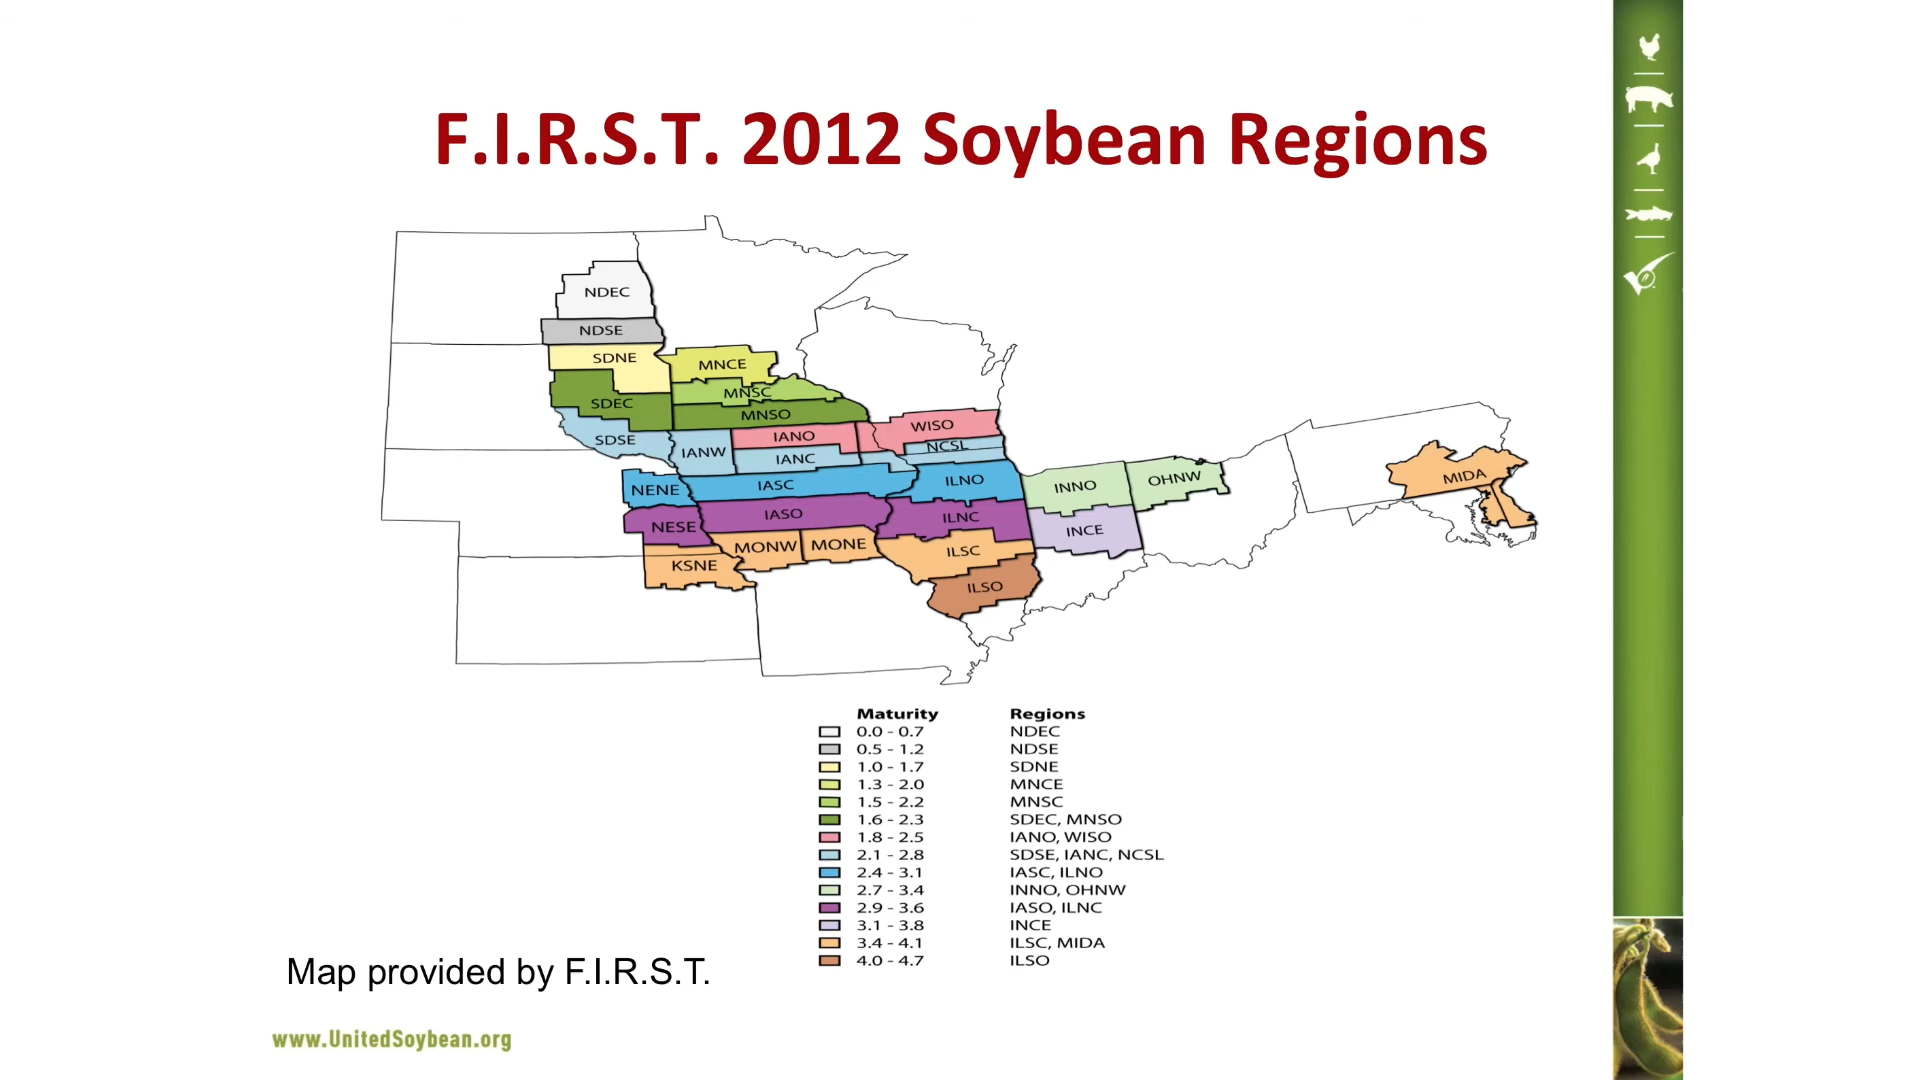 F.I.R.S.T. 2012 Soybean Regions
NDEC
NDSE
SDNE
MNCE
MNSC
SDEC
MNSO
WISO
IANO
SDSE
NCSL
IANW
IANC
NENE
IASC
ILNO
INNO
OHNW
MIDA
NESE
IASO
ILNC
INCE
MONW
MONE
ILSC
KSNE
ILSO
Maturity Regions
0.0 - 0.7 NDEC
0.5 - 1.2 NDSE
1.0 - 1.7 SDNE
1.3 - 2.0 MNCE
1.5 - 2.2 MNSC
1.6 - 2.3 SDEC, MNSO
1.8 - 2.5 IANO, WISO
2.1 - 2.8 SDSE, IANC, NCSL
2.4 - 3.1 IASC, ILNO
2.7 - 3.4 INNO, OHNW
2.9 - 3.6 IASO, ILNC
3.1 - 3.8 INCE
3.4 - 4.1 ILSC, MIDA
4.0 - 4.7 ILSO
Map provided by F.I.R.S.T.
www.UnitedSoybean.org